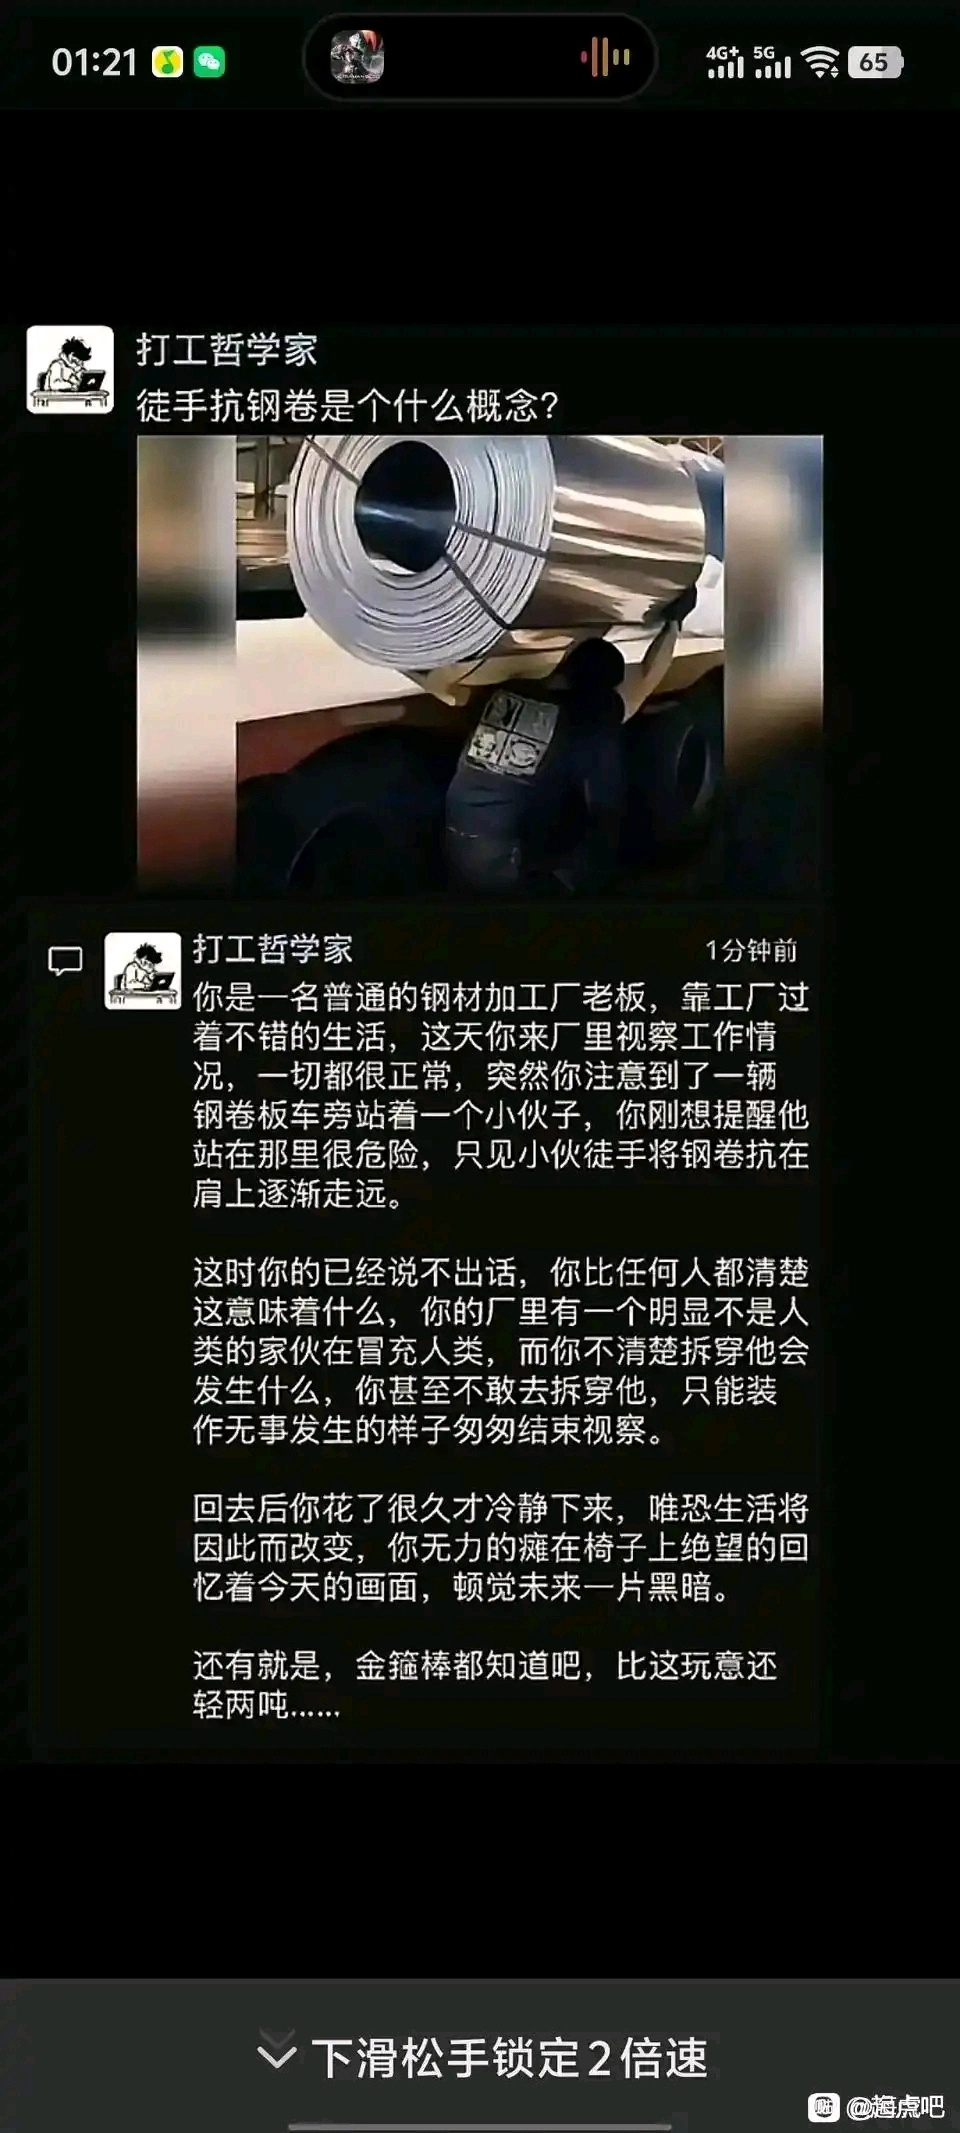 01:21
4G+ 5G 65
打工哲学家
徒手抗钢卷是个什么概念?
打工哲学家
1分钟前
你是一名普通的钢材加工厂老板，靠工厂过
着不错的生活，这天你来厂里视察工作情
况，一切都很正常，突然你注意到了一辆
钢卷板车旁站着一个小伙子，你刚想提醒他
站在那里很危险，只见小伙徒手将钢卷抗在
肩上逐渐走远。
这时你的已经说不出话，你比任何人都清楚
这意味着什么，你的厂里有一个明显不是人
类的家伙在冒充人类，而你不清楚拆穿他会
发生什么，你甚至不敢去拆穿他，只能装
作无事发生的样子匆匆结束视察。
回去后你花了很久才冷静下来，唯恐生活将
因此而改变，你无力的瘫在椅子上绝望的回
忆着今天的画面，顿觉未来一片黑暗。
还有就是，金箍棒都知道吧，比这玩意还
轻两吨......
下滑松手锁定2倍速